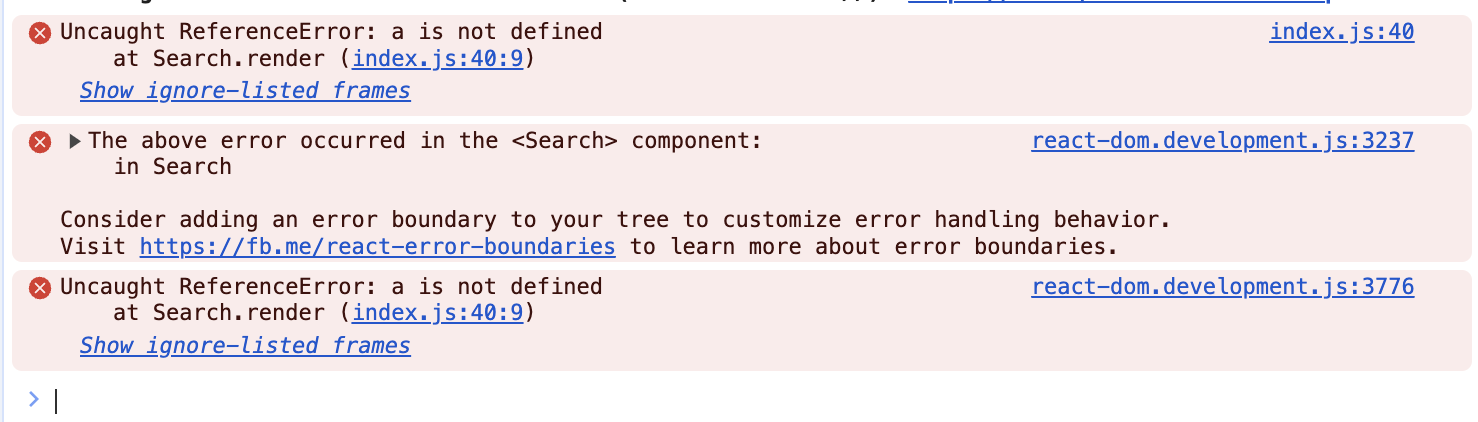 Uncaught ReferenceError: a is not defined index.js:40
at Search.render (index.js:40:9)
Show ignore-listed frames
The above error occurred in the <Search> component: react-dom.development.js:3237
in Search
Consider adding an error boundary to your tree to customize error handling behavior.
Visit https://fb.me/react-error-boundaries to learn more about error boundaries.
Uncaught ReferenceError: a is not defined react-dom.development.js:3776
at Search.render (index.js:40:9)
Show ignore-listed frames